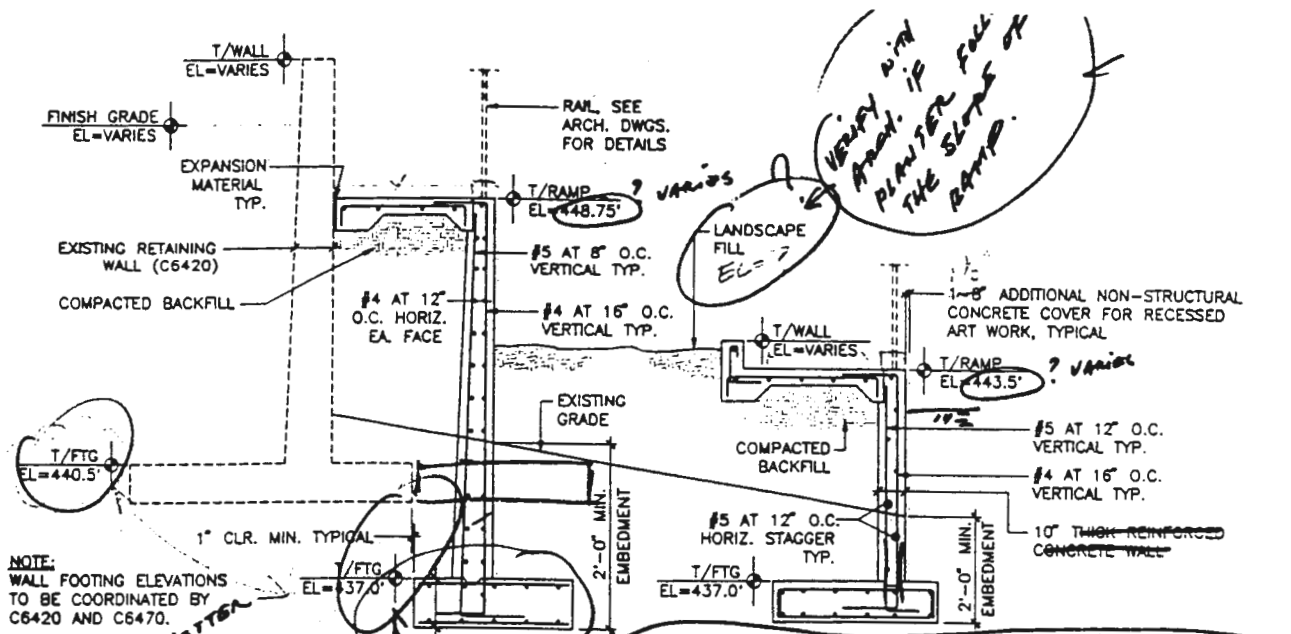 T/WALL
EL=VARIES
FINISH GRADE
EL=VARIES
EXPANSION
MATERIAL
TYP.
RAIL, SEE
ARCH. DWGS.
FOR DETAILS
VERIFY WITH
ARCH. IF
PLANTER
THE SLOPE OF
RAMP.
T/RAMP
EL=448.75'
? VARIES
EXISTING RETAINING
WALL (C6420)
COMPACTED BACKFILL
#5 AT 8" O.C.
VERTICAL TYP.
#4 AT 12"
O.C. HORIZ.
EA. FACE
#4 AT 16" O.C.
VERTICAL TYP.
LANDSCAPE
FILL
EL=?
1~8" ADDITIONAL NON-STRUCTURAL
CONCRETE COVER FOR RECESSED
ART WORK, TYPICAL
T/WALL
EL=VARIES
T/RAMP
EL=443.5'
? VARIES
EXISTING
GRADE
COMPACTED
BACKFILL
#5 AT 12" O.C.
VERTICAL TYP.
#4 AT 16" O.C.
VERTICAL TYP.
T/FTG
EL=440.5'
#5 AT 12" O.C.
HORIZ. STAGGER
TYP.
10" THICK REINFORCED
CONCRETE WALL
1" CLR. MIN. TYPICAL
2'-0" MIN.
EMBEDMENT
T/FTG
EL=437.0'
T/FTG
EL=437.0'
2'-0" MIN.
EMBEDMENT
NOTE:
WALL FOOTING ELEVATIONS
TO BE COORDINATED BY
C6420 AND C6470.